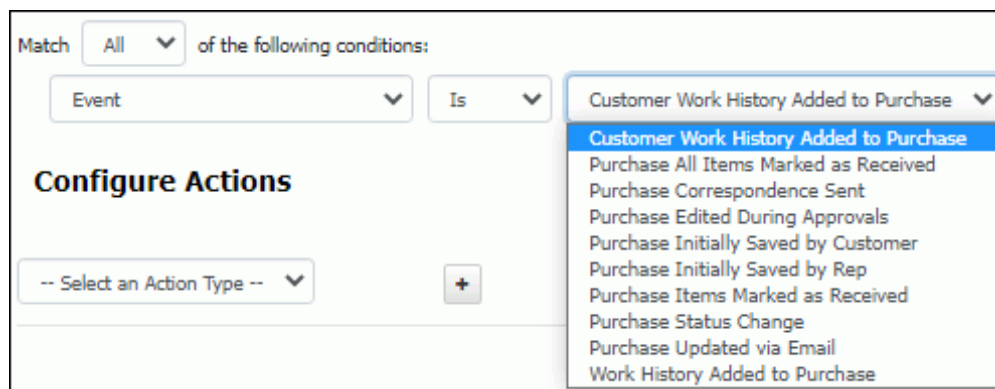 Match All of the following conditions:
Event Is Customer Work History Added to Purchase
Customer Work History Added to Purchase
Purchase All Items Marked as Received
Purchase Correspondence Sent
Purchase Edited During Approvals
Purchase Initially Saved by Customer
Purchase Initially Saved by Rep
Purchase Items Marked as Received
Purchase Status Change
Purchase Updated via Email
Work History Added to Purchase
Configure Actions
-- Select an Action Type -- +